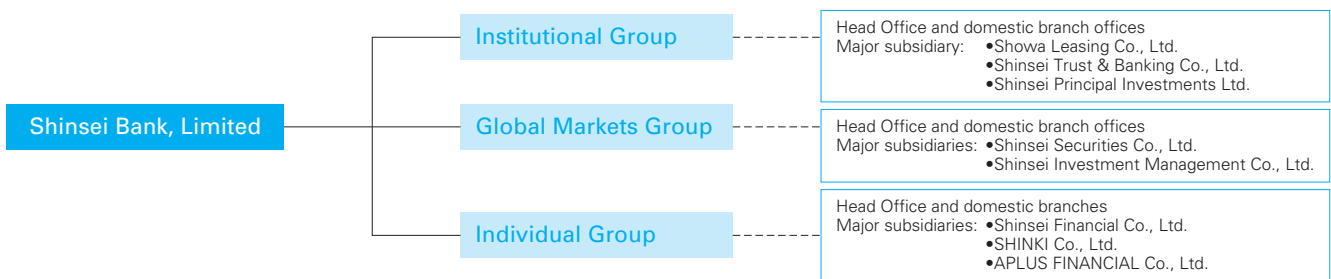 Shinsei Bank, Limited
Institutional Group
Head Office and domestic branch offices
Major subsidiary: •Showa Leasing Co., Ltd.
•Shinsei Trust & Banking Co., Ltd.
•Shinsei Principal Investments Ltd.
Global Markets Group
Head Office and domestic branch offices
Major subsidiaries: •Shinsei Securities Co., Ltd.
•Shinsei Investment Management Co., Ltd.
Individual Group
Head Office and domestic branches
Major subsidiaries: •Shinsei Financial Co., Ltd.
•SHINKI Co., Ltd.
•APLUS FINANCIAL Co., Ltd.